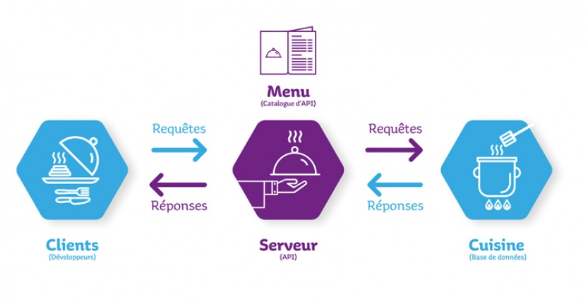 Menu
(Catalogue d'API)
Requêtes
Requêtes
Réponses
Réponses
Clients
(Développeurs)
Serveur
(API)
Cuisine
(Base de données)